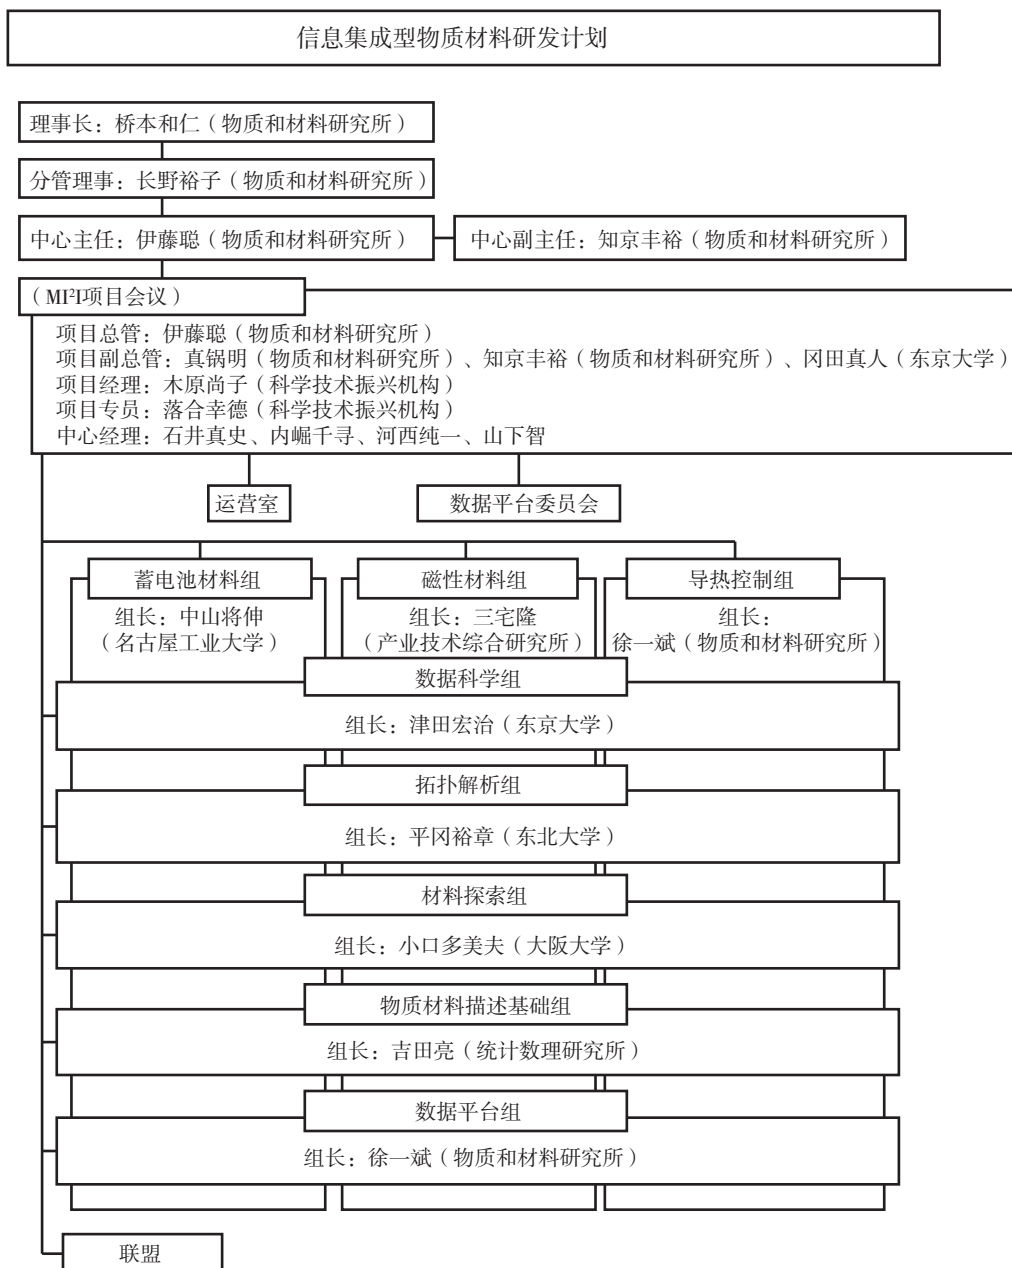 信息集成型物质材料研发计划
理事长：桥本和仁（物质和材料研究所）
分管理事：长野裕子（物质和材料研究所）
中心主任：伊藤聪（物质和材料研究所）
中心副主任：知京丰裕（物质和材料研究所）
（MI²I项目会议）
项目总管：伊藤聪（物质和材料研究所）
项目副总管：真锅明（物质和材料研究所）、知京丰裕（物质和材料研究所）、冈田真人（东京大学）
项目经理：木原尚子（科学技术振兴机构）
项目专员：落合幸德（科学技术振兴机构）
中心经理：石井真史、内崛千寻、河西纯一、山下智
运营室
数据平台委员会
蓄电池材料组
组长：中山将伸
（名古屋工业大学）
磁性材料组
组长：三宅隆
（产业技术综合研究所）
导热控制组
组长：
徐一斌（物质和材料研究所）
数据科学组
组长：津田宏治（东京大学）
拓扑解析组
组长：平冈裕章（东北大学）
材料探索组
组长：小口多美夫（大阪大学）
物质材料描述基础组
组长：吉田亮（统计数理研究所）
数据平台组
组长：徐一斌（物质和材料研究所）
联盟